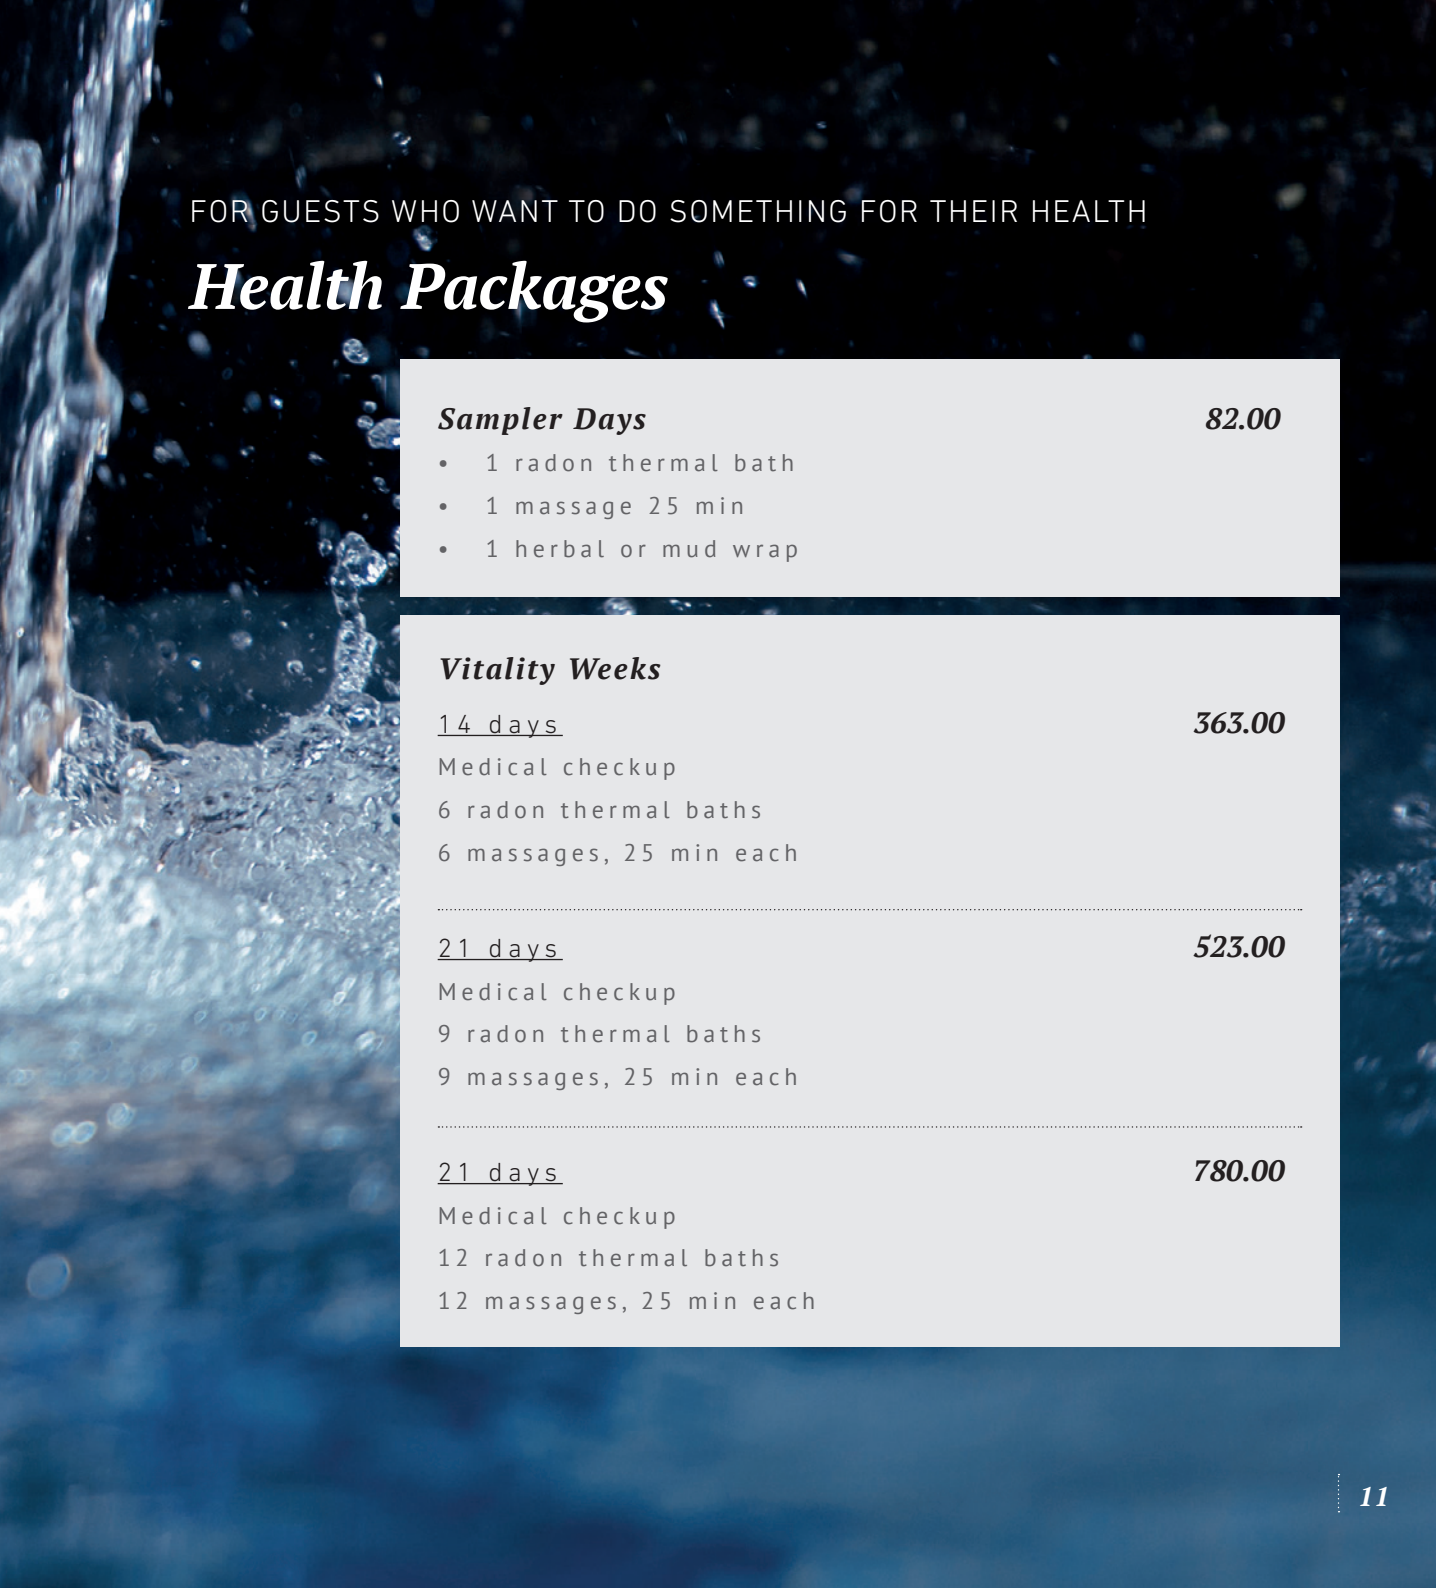 FOR GUESTS WHO WANT TO DO SOMETHING FOR THEIR HEALTH
Health Packages
Sampler Days 82.00
• 1 radon thermal bath
• 1 massage 25 min
• 1 herbal or mud wrap
Vitality Weeks
14 days 363.00
Medical checkup
6 radon thermal baths
6 massages, 25 min each
21 days 523.00
Medical checkup
9 radon thermal baths
9 massages, 25 min each
21 days 780.00
Medical checkup
12 radon thermal baths
12 massages, 25 min each
11